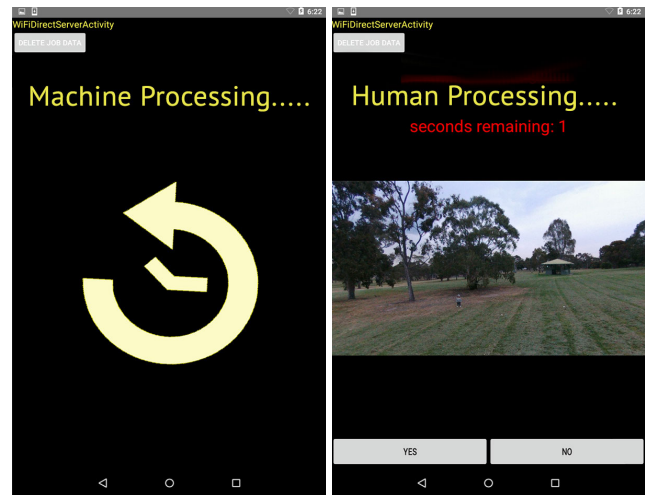 6:22
WiFiDirectServerActivity
DELETE JOB DATA
Machine Processing.....
6:22
WiFiDirectServerActivity
DELETE JOB DATA
Human Processing.....
seconds remaining: 1
YES
NO